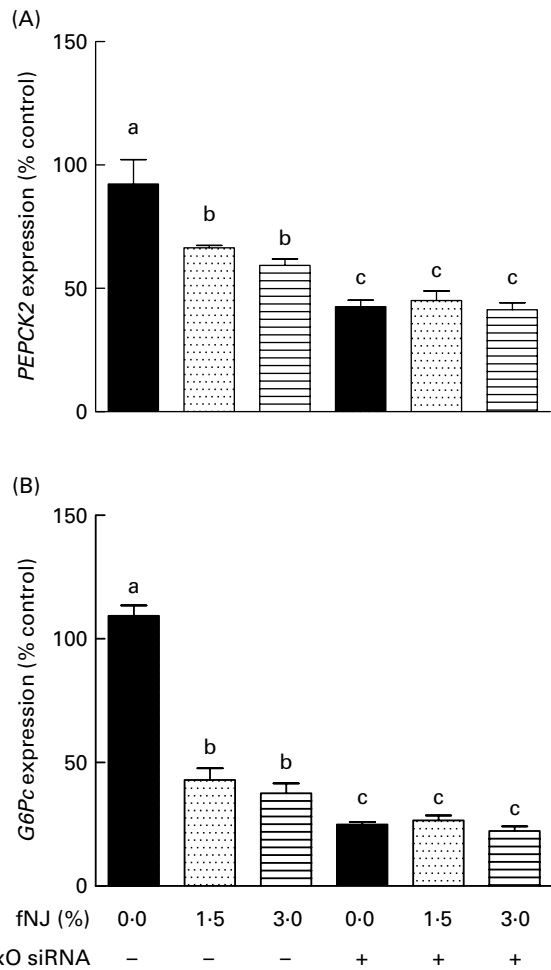 (A)
150
100
50
0
PEPCK2 expression (% control)
a
b
b
c
c
c
(B)
150
100
50
0
G6Pc expression (% control)
a
b
b
c
c
c
fNJ (%) 0·0 1·5 3·0 0·0 1·5 3·0
xO siRNA – – – + + +